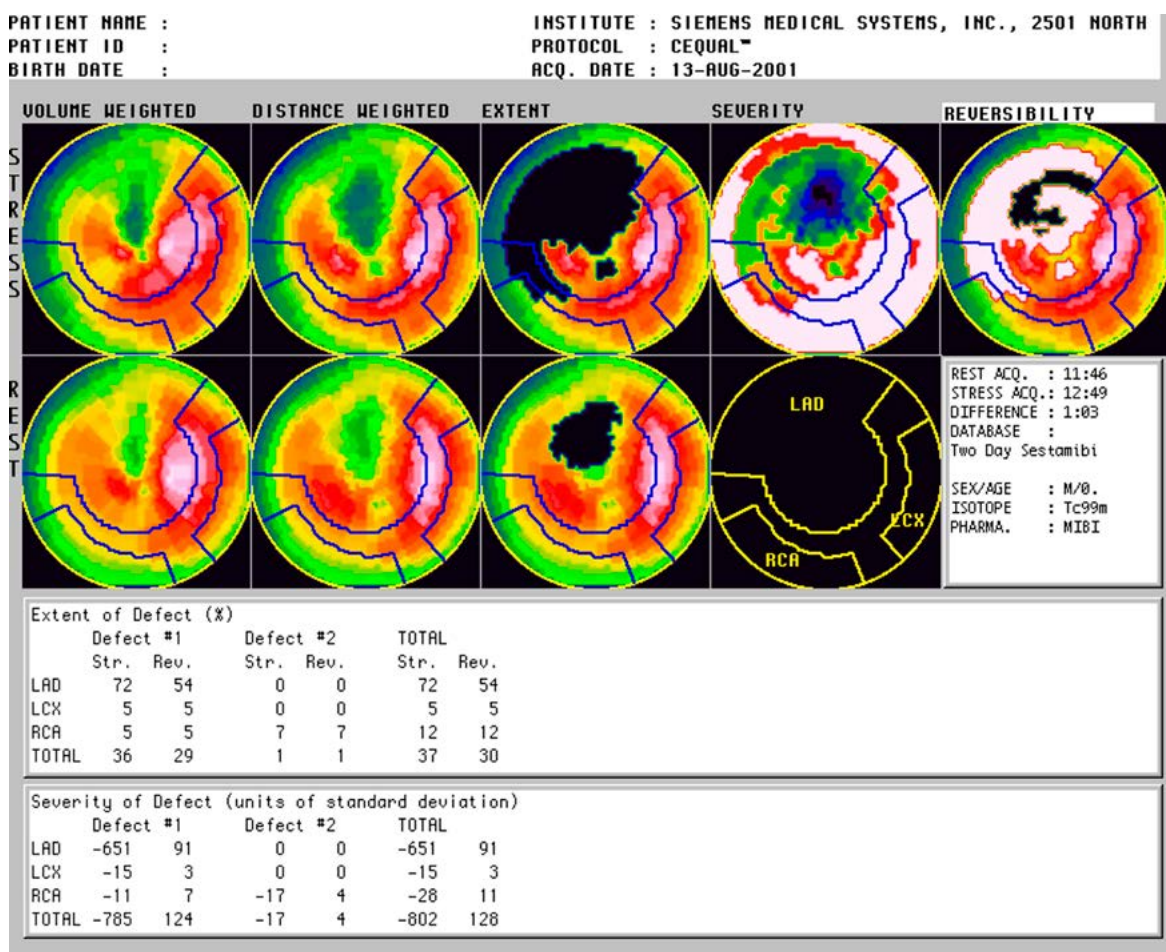 PATIENT NAME :
PATIENT ID :
BIRTH DATE :
INSTITUTE : SIEMENS MEDICAL SYSTEMS, INC., 2501 NORTH
PROTOCOL : CEQUAL™
ACQ. DATE : 13-AUG-2001
VOLUME WEIGHTED DISTANCE WEIGHTED EXTENT SEVERITY REVERSIBILITY
STRESS
REST
LAD
LCX
RCA
REST ACQ. : 11:46
STRESS ACQ.: 12:49
DIFFERENCE : 1:03
DATABASE :
Two Day Sestamibi
SEX/AGE : M/0.
ISOTOPE : Tc99m
PHARMA. : MIBI
Extent of Defect (%)
Defect #1 Defect #2 TOTAL
Str. Rev. Str. Rev. Str. Rev.
LAD 72 54 0 0 72 54
LCX 5 5 0 0 5 5
RCA 5 5 7 7 12 12
TOTAL 36 29 1 1 37 30
Severity of Defect (units of standard deviation)
Defect #1 Defect #2 TOTAL
LAD -651 91 0 0 -651 91
LCX -15 3 0 0 -15 3
RCA -11 7 -17 4 -28 11
TOTAL -785 124 -17 4 -802 128